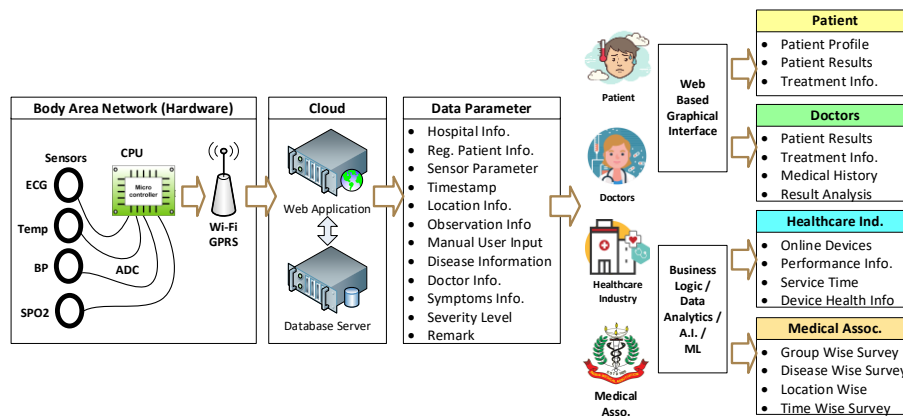 Body Area Network (Hardware)
Sensors
CPU
ECG
Temp
BP
SPO2
Micro
controller
ADC
Wi-Fi
GPRS
Cloud
Web Application
Database Server
Data Parameter
• Hospital Info.
• Reg. Patient Info.
• Sensor Parameter
• Timestamp
• Location Info.
• Observation Info
• Manual User Input
• Disease Information
• Doctor Info.
• Symptoms Info.
• Severity Level
• Remark
Patient
Doctors
Healthcare
Industry
Medical
Asso.
Web
Based
Graphical
Interface
Business
Logic /
Data
Analytics /
A.I. /
ML
Patient
• Patient Profile
• Patient Results
• Treatment Info.
Doctors
• Patient Results
• Treatment Info.
• Medical History
• Result Analysis
Healthcare Ind.
• Online Devices
• Performance Info.
• Service Time
• Device Health Info
Medical Assoc.
• Group Wise Survey
• Disease Wise Survey
• Location Wise
• Time Wise Survey